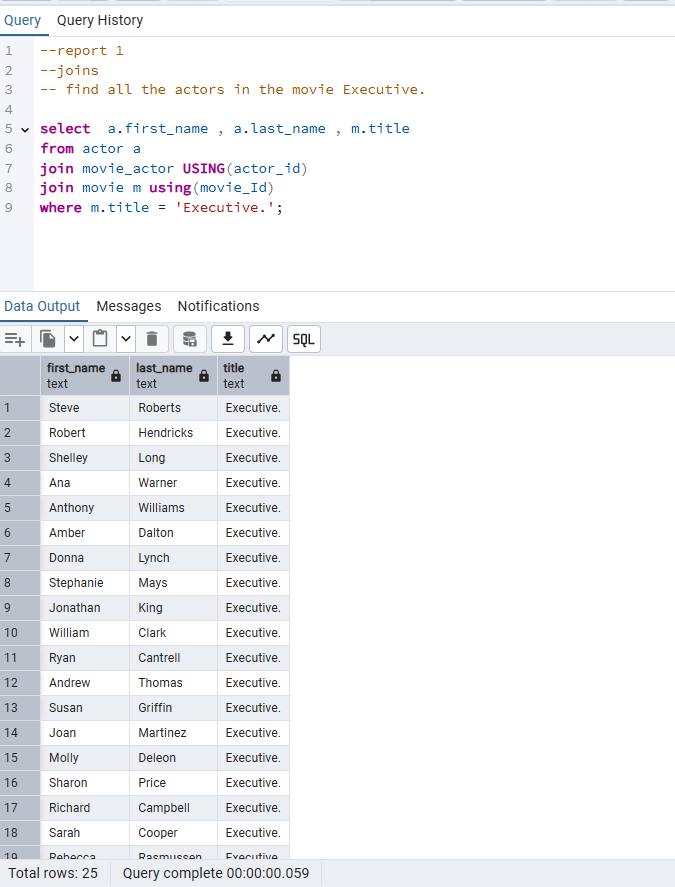 Query Query History
1 --report 1
2 --joins
3 -- find all the actors in the movie Executive.
4
5 select  a.first_name , a.last_name , m.title
6 from actor a
7 join movie_actor USING(actor_id)
8 join movie m using(movie_Id)
9 where m.title = 'Executive.';
Data Output Messages Notifications
SQL
first_name last_name title
text text text
1 Steve Roberts Executive.
2 Robert Hendricks Executive.
3 Shelley Long Executive.
4 Ana Warner Executive.
5 Anthony Williams Executive.
6 Amber Dalton Executive.
7 Donna Lynch Executive.
8 Stephanie Mays Executive.
9 Jonathan King Executive.
10 William Clark Executive.
11 Ryan Cantrell Executive.
12 Andrew Thomas Executive.
13 Susan Griffin Executive.
14 Joan Martinez Executive.
15 Molly Deleon Executive.
16 Sharon Price Executive.
17 Richard Campbell Executive.
18 Sarah Cooper Executive.
19 Rebecca Rasmussen Executive.
Total rows: 25 Query complete 00:00:00.059